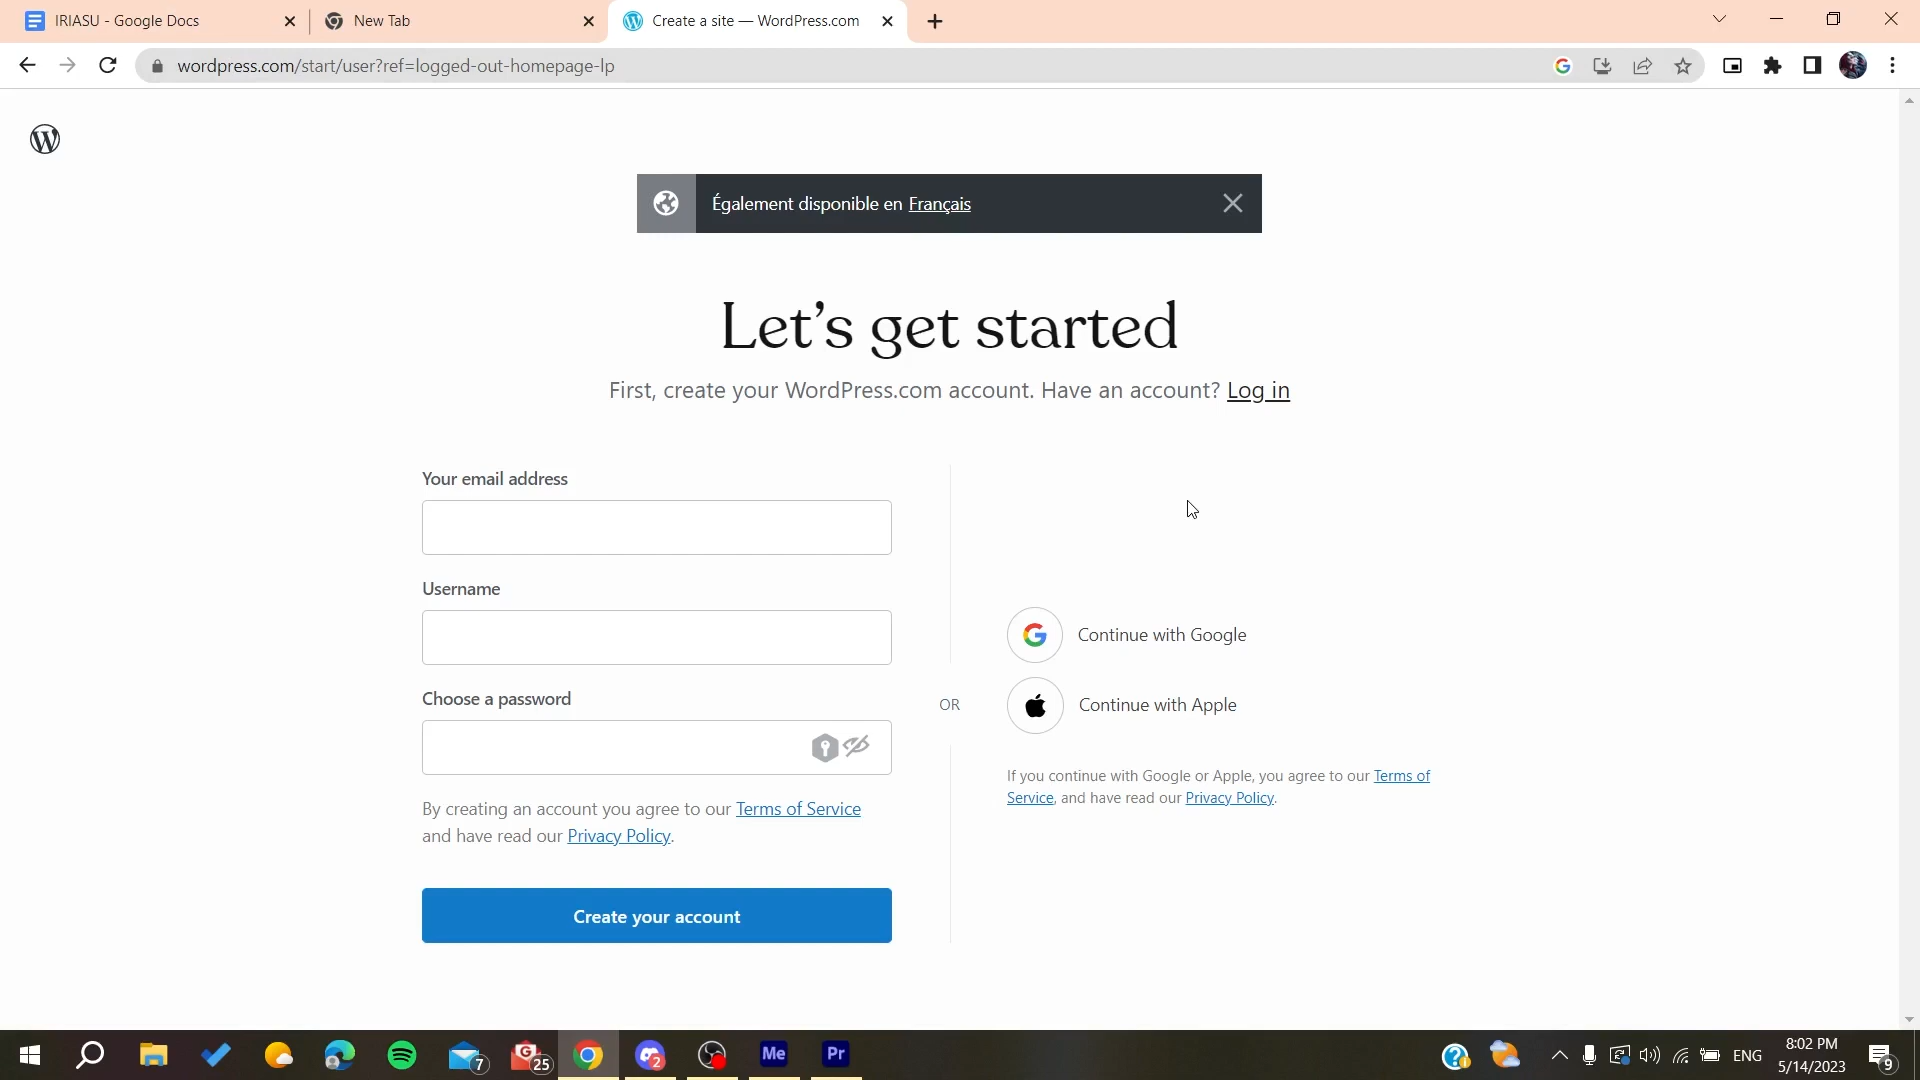 IRIASU - Google Docs
New Tab
Create a site — WordPress.com
wordpress.com/start/user?ref=logged-out-homepage-lp
Également disponible en Français
Let’s get started
First, create your WordPress.com account. Have an account? Log in
Your email address
Username
Choose a password
By creating an account you agree to our Terms of Service
and have read our Privacy Policy.
Create your account
OR
Continue with Google
Continue with Apple
If you continue with Google or Apple, you agree to our Terms of
Service, and have read our Privacy Policy.
7
25
2
Me
Pr
ENG
8:02 PM
5/14/2023
9